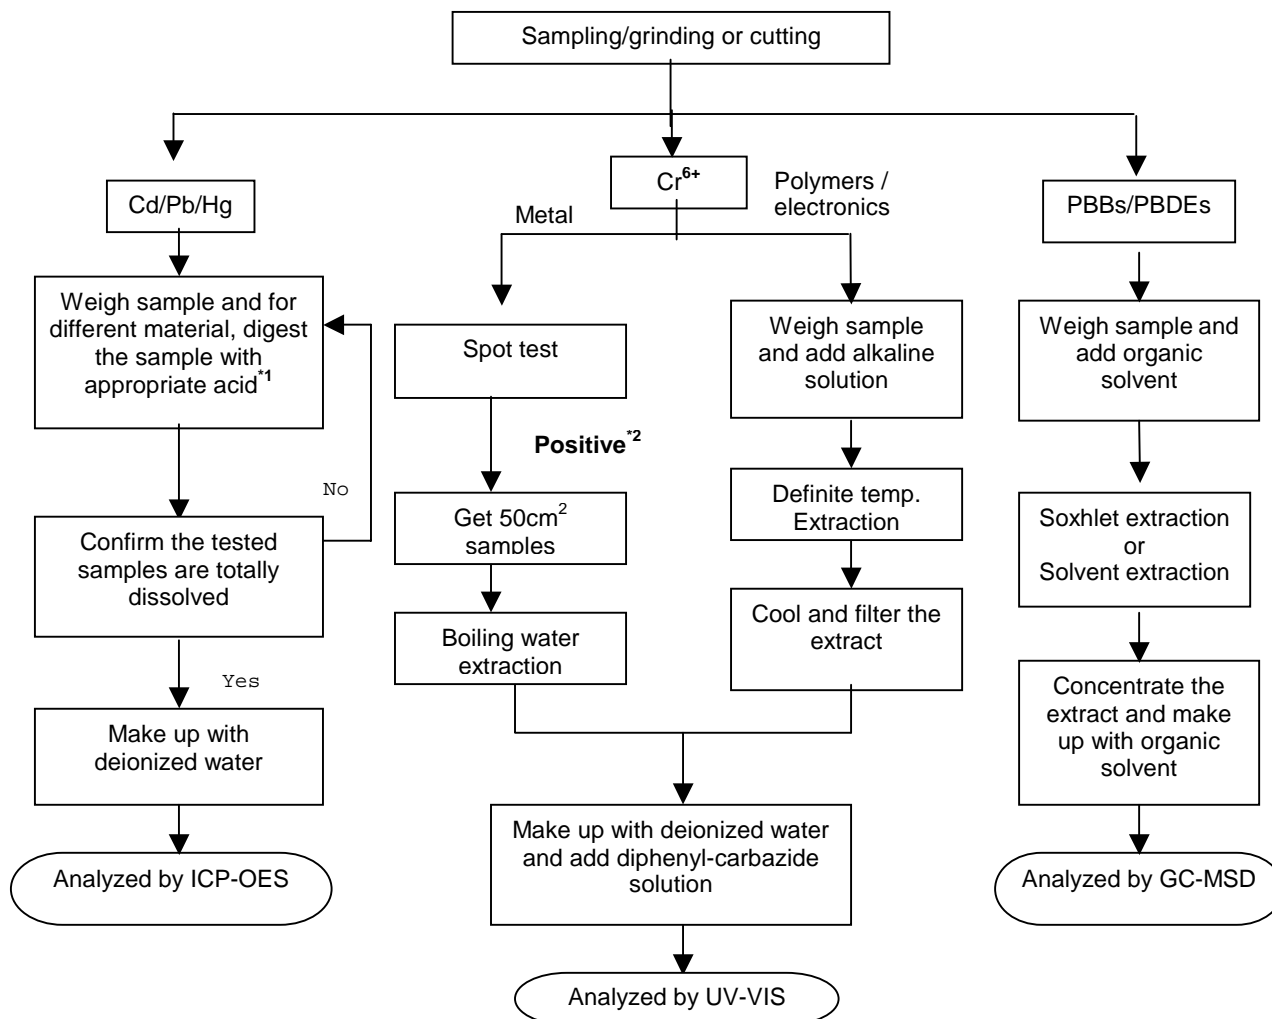 Sampling/grinding or cutting
Cd/Pb/Hg
Weigh sample and for
different material, digest
the sample with
appropriate acid*1
No
Confirm the tested
samples are totally
dissolved
Yes
Make up with
deionized water
Analyzed by ICP-OES
Cr6+
Metal
Spot test
Positive*2
Get 50cm2
samples
Boiling water
extraction
Polymers /
electronics
Weigh sample
and add alkaline
solution
Definite temp.
Extraction
Cool and filter the
extract
Make up with deionized water
and add diphenyl-carbazide
solution
Analyzed by UV-VIS
PBBs/PBDEs
Weigh sample and
add organic
solvent
Soxhlet extraction
or
Solvent extraction
Concentrate the
extract and make
up with organic
solvent
Analyzed by GC-MSD